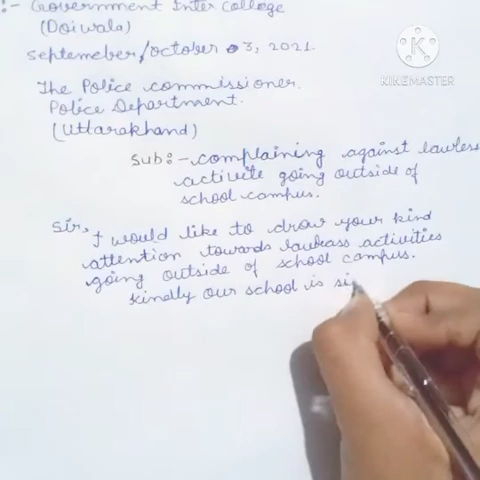 :- Government Inter College
(Doiwala)
septemeber/october 3, 2021.
The Police commissioner.
Police Department.
(Uttarakhand)
Sub:- complaining against lawless
activite going outside of
school campus.
Sir, I would like to draw your kind
attention towards lawless activities
going outside of school campus.
kindly our school is si
KINEMASTER